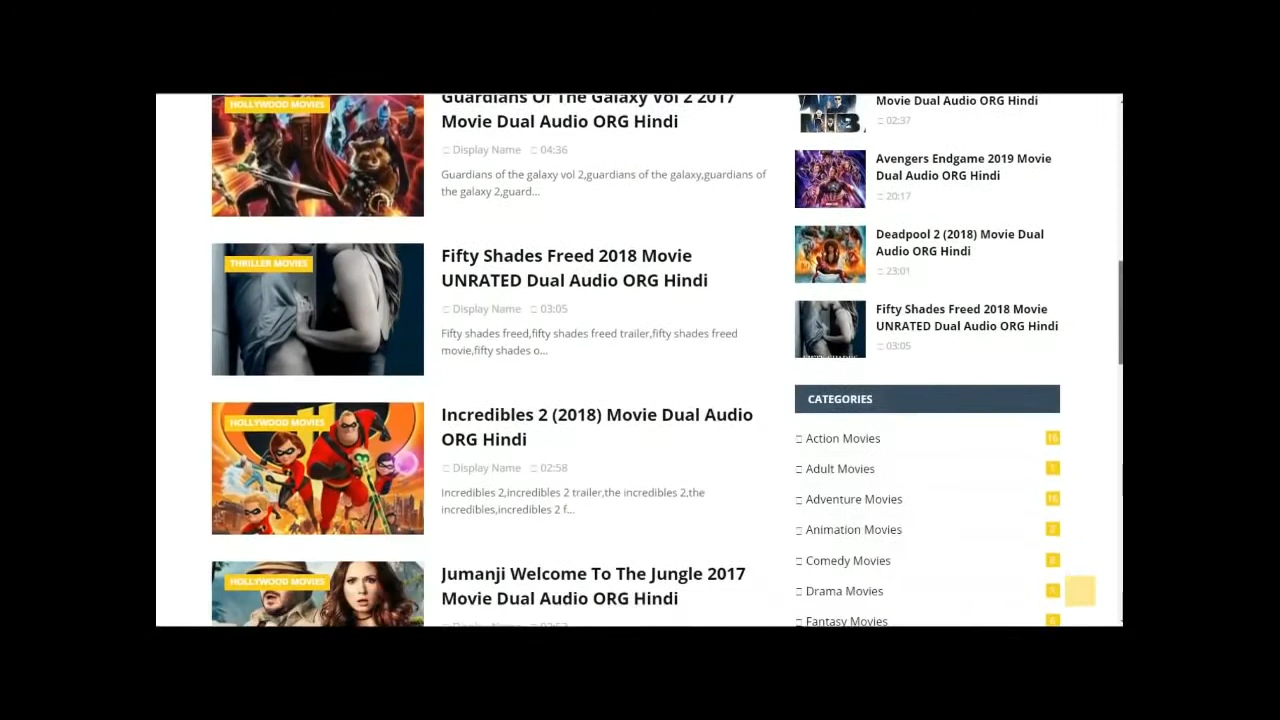 HOLLYWOOD MOVIES
Guardians Of The Galaxy Vol 2 2017
Movie Dual Audio ORG Hindi
Display Name 04:36
Guardians of the galaxy vol 2,guardians of the galaxy,guardians of
the galaxy 2,guard...
THRILLER MOVIES
Fifty Shades Freed 2018 Movie
UNRATED Dual Audio ORG Hindi
Display Name 03:05
Fifty shades freed,fifty shades freed trailer,fifty shades freed
movie,fifty shades o...
HOLLYWOOD MOVIES
Incredibles 2 (2018) Movie Dual Audio
ORG Hindi
Display Name 02:58
Incredibles 2,incredibles 2 trailer,the incredibles 2,the
incredibles,incredibles 2 f...
HOLLYWOOD MOVIES
Jumanji Welcome To The Jungle 2017
Movie Dual Audio ORG Hindi
Movie Dual Audio ORG Hindi
02:37
Avengers Endgame 2019 Movie
Dual Audio ORG Hindi
20:17
Deadpool 2 (2018) Movie Dual
Audio ORG Hindi
23:01
Fifty Shades Freed 2018 Movie
UNRATED Dual Audio ORG Hindi
03:05
CATEGORIES
Action Movies 16
Adult Movies 1
Adventure Movies 16
Animation Movies
Comedy Movies
Drama Movies
Fantasy Movies